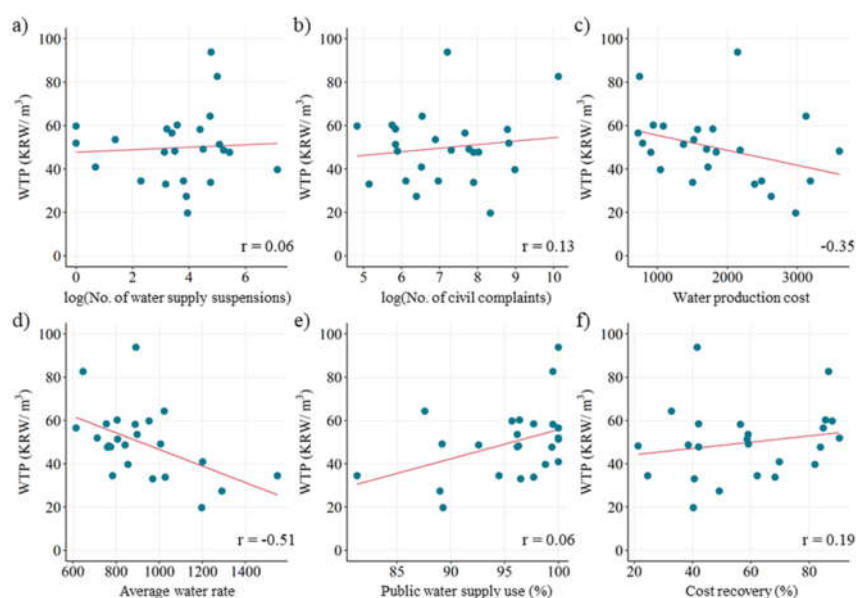 a)
WTP (KRW/ m³)
100
80
60
40
20
0
0 2 4 6
r = 0.06
log(No. of water supply suspensions)
b)
WTP (KRW/ m³)
100
80
60
40
20
0
5 6 7 8 9 10
r = 0.13
log(No. of civil complaints)
c)
WTP (KRW/ m³)
100
80
60
40
20
0
1000 2000 3000
-0.35
Water production cost
d)
WTP (KRW/ m³)
100
80
60
40
20
0
600 800 1000 1200 1400
r = -0.51
Average water rate
e)
WTP (KRW/ m³)
100
80
60
40
20
0
85 90 95 100
r = 0.06
Public water supply use (%)
f)
WTP (KRW/ m³)
100
80
60
40
20
0
20 40 60 80
r = 0.19
Cost recovery (%)